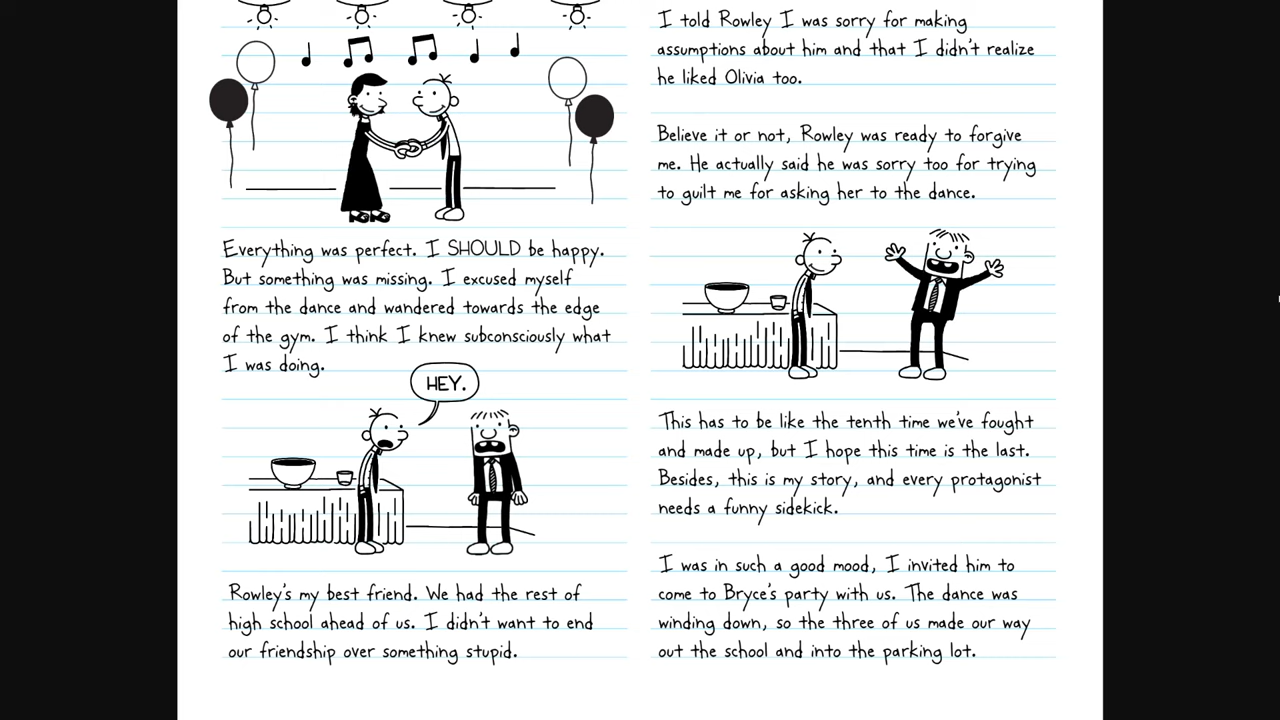 Everything was perfect. I SHOULD be happy.
But something was missing. I excused myself
from the dance and wandered towards the edge
of the gym. I think I knew subconsciously what
I was doing.
HEY.
Rowley's my best friend. We had the rest of
high school ahead of us. I didn't want to end
our friendship over something stupid.
I told Rowley I was sorry for making
assumptions about him and that I didn't realize
he liked Olivia too.
Believe it or not, Rowley was ready to forgive
me. He actually said he was sorry too for trying
to guilt me for asking her to the dance.
This has to be like the tenth time we've fought
and made up, but I hope this time is the last.
Besides, this is my story, and every protagonist
needs a funny sidekick.
I was in such a good mood, I invited him to
come to Bryce's party with us. The dance was
winding down, so the three of us made our way
out the school and into the parking lot.